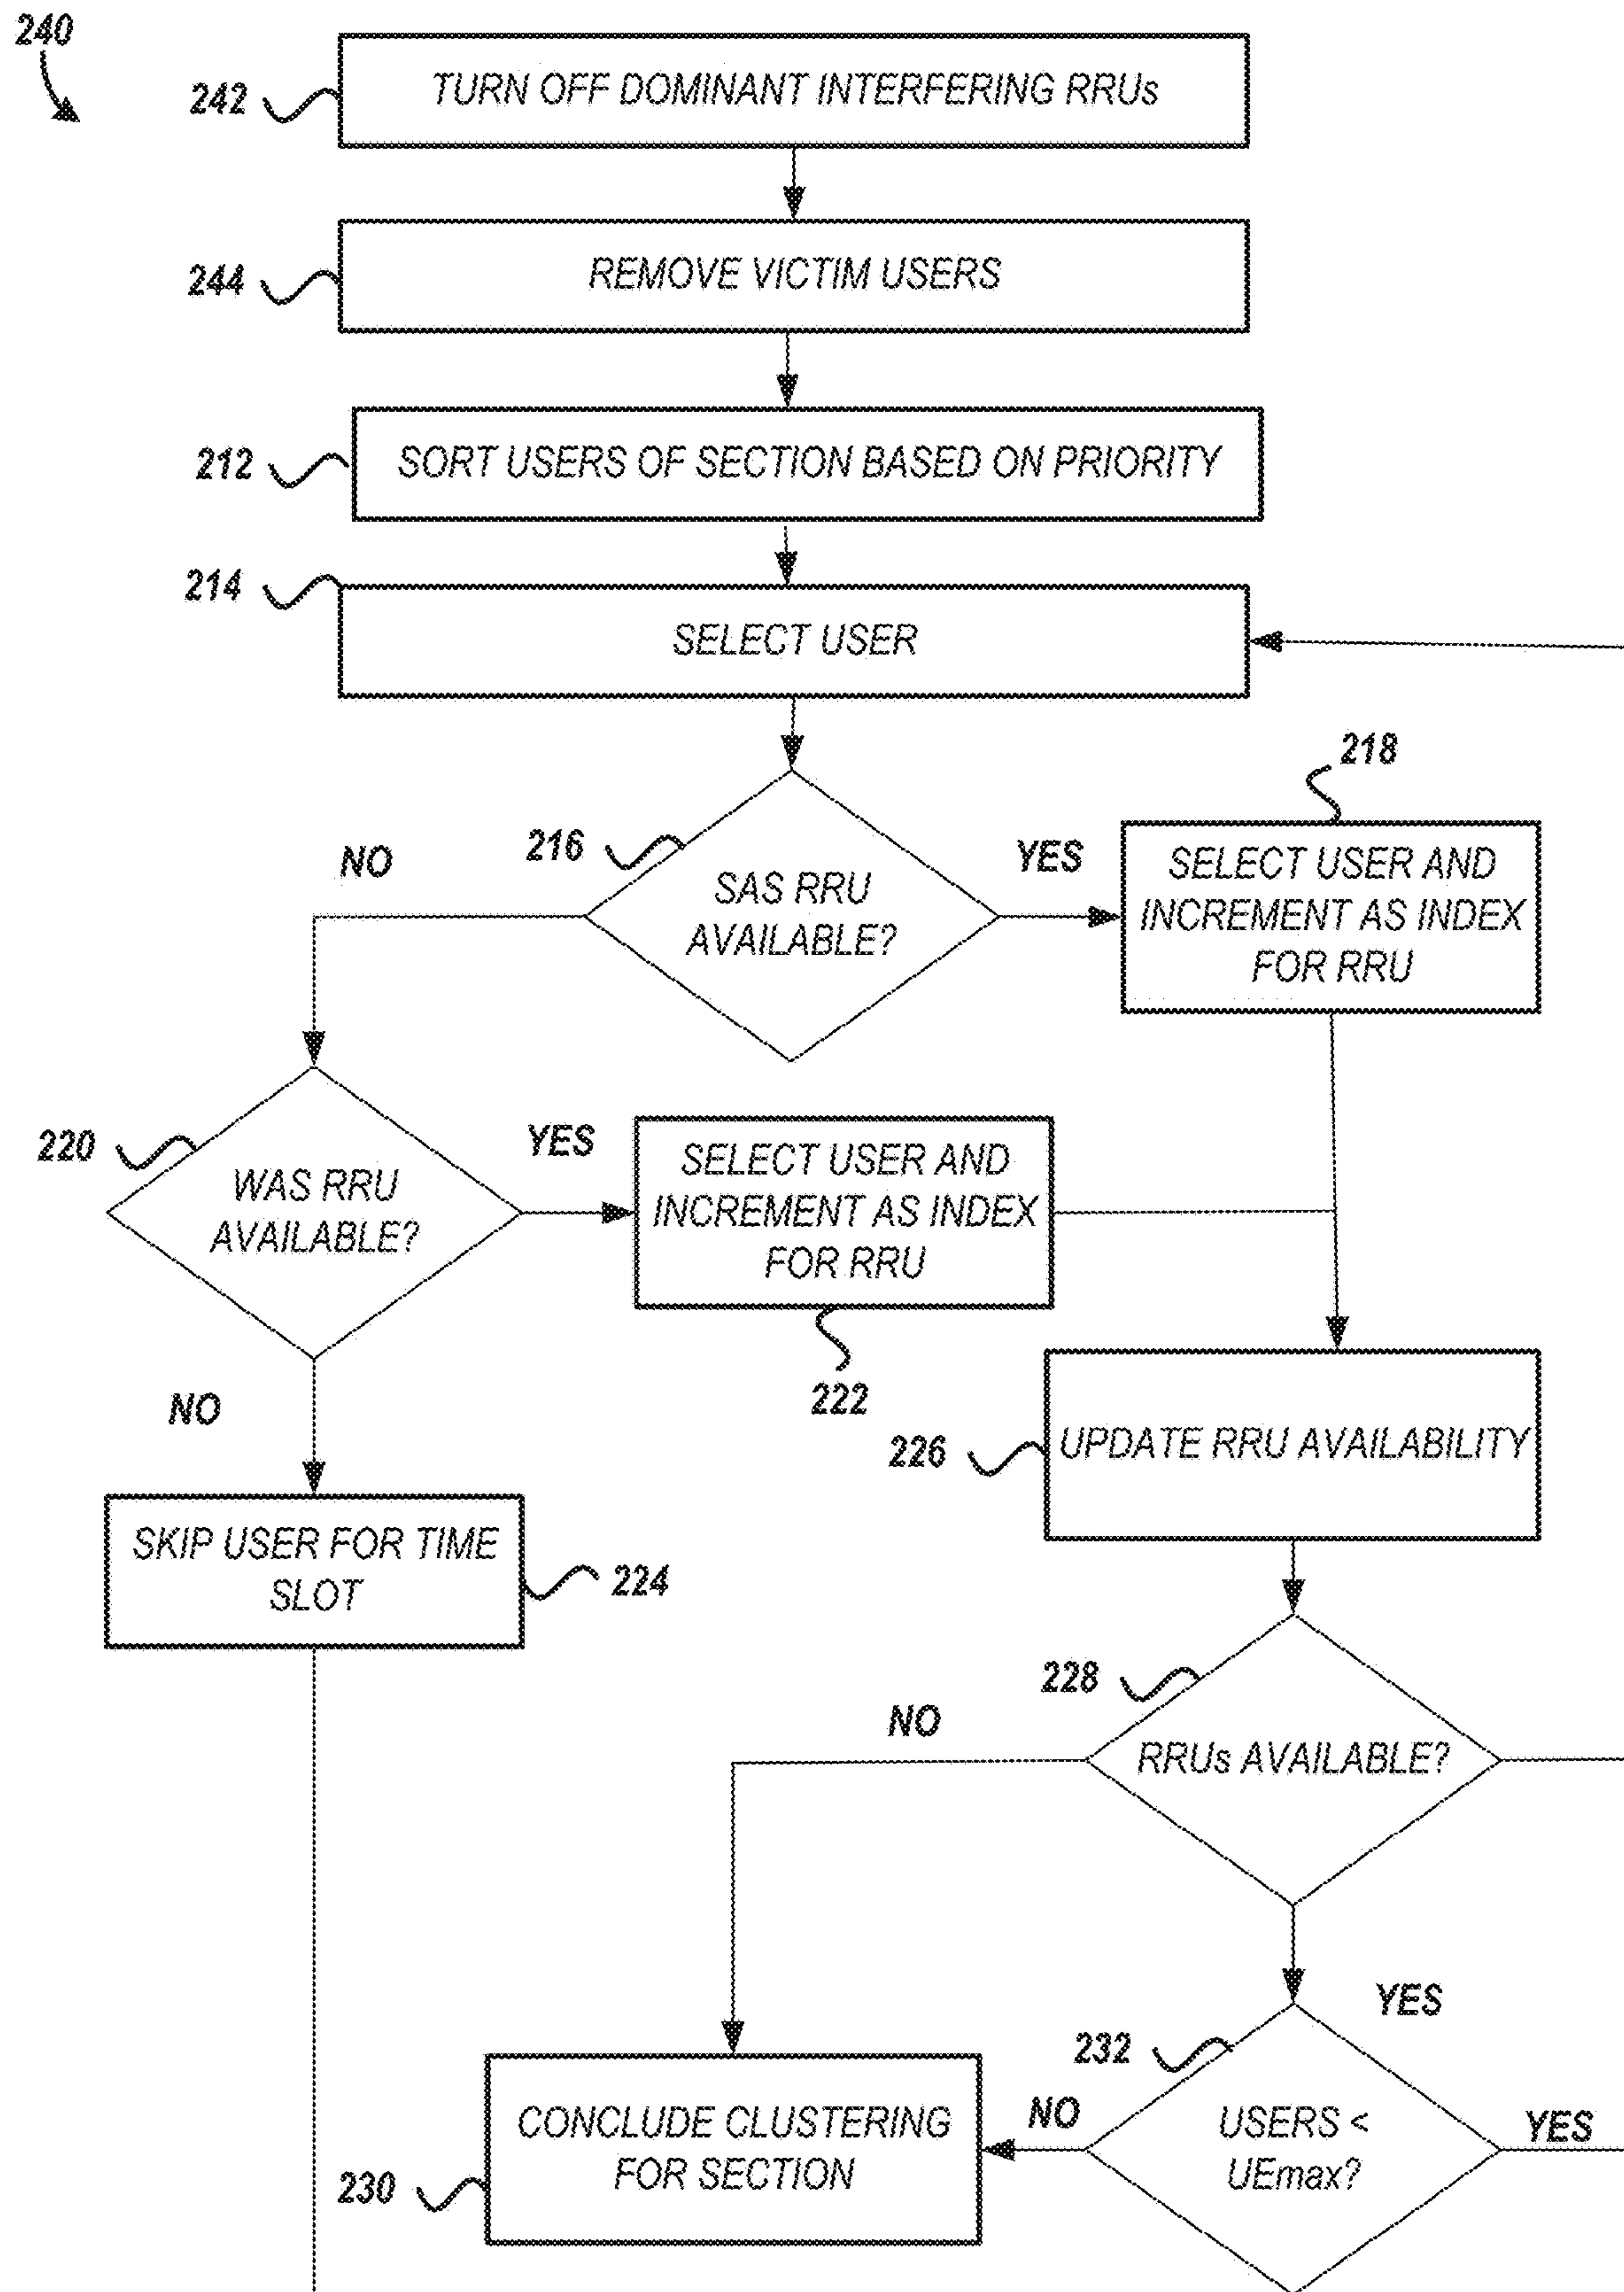 240
242
TURN OFF DOMINANT INTERFERING RRUs
244
REMOVE VICTIM USERS
212
SORT USERS OF SECTION BASED ON PRIORITY
214
SELECT USER
218
216
NO
YES
SAS RRU
AVAILABLE?
SELECT USER AND
INCREMENT AS INDEX
FOR RRU
220
YES
WAS RRU
AVAILABLE?
SELECT USER AND
INCREMENT AS INDEX
FOR RRU
222
NO
226
UPDATE RRU AVAILABILITY
SKIP USER FOR TIME
SLOT
224
228
NO
RRUs AVAILABLE?
YES
232
CONCLUDE CLUSTERING
FOR SECTION
230
NO
USERS <
UEmax?
YES